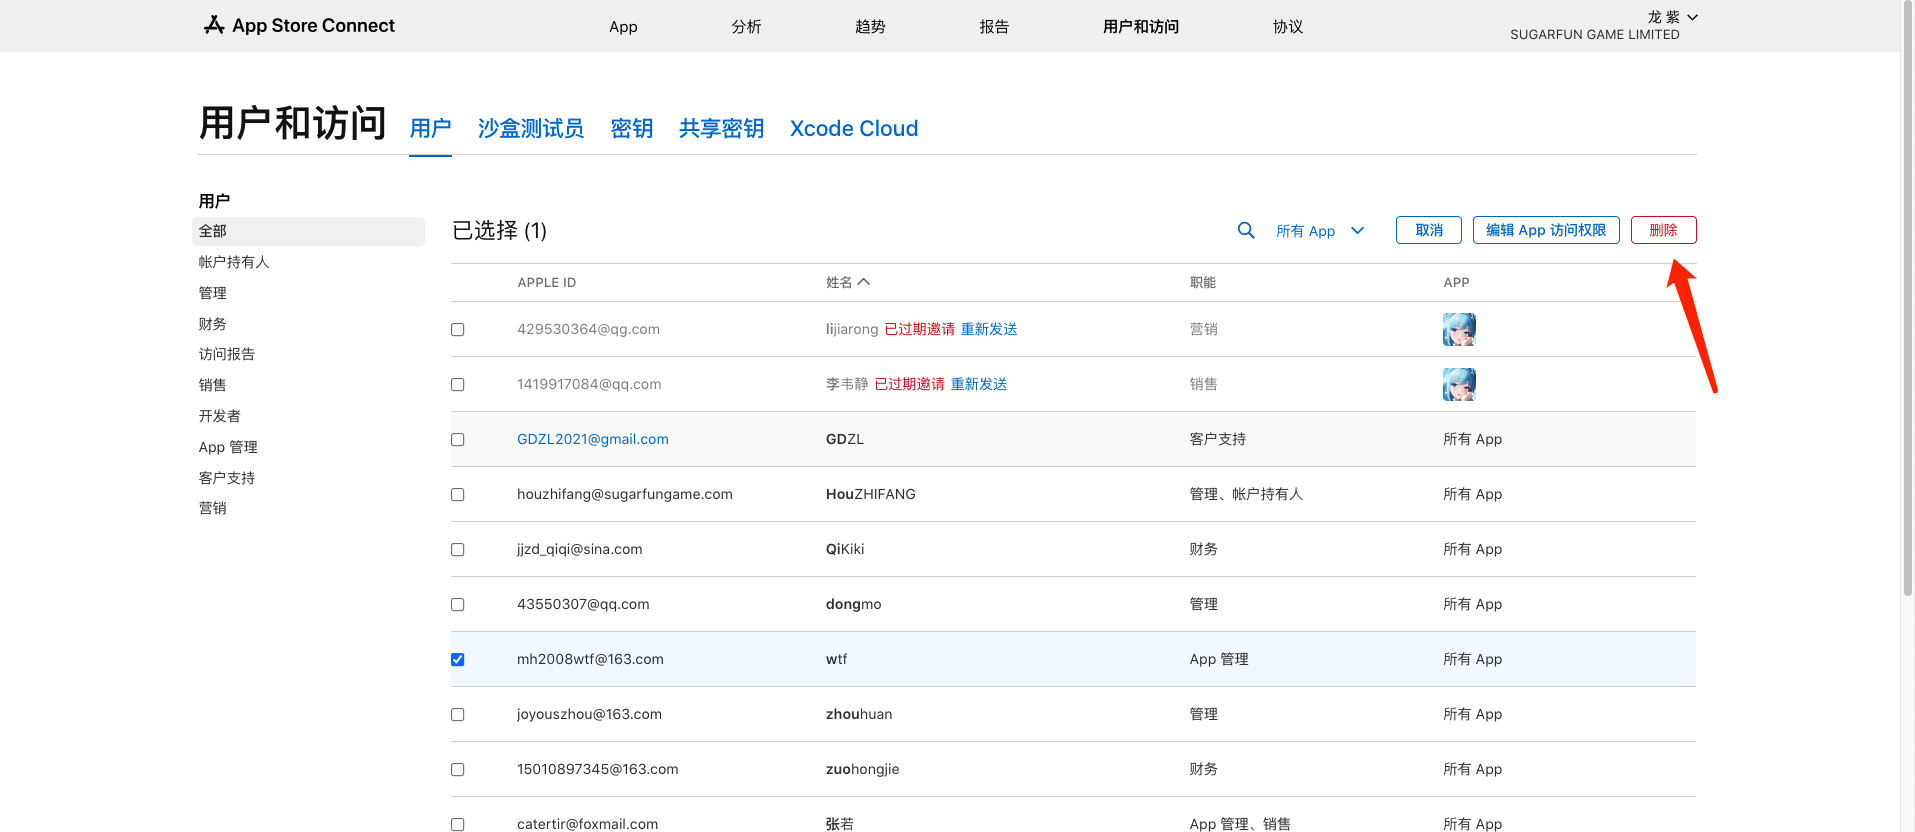 App Store Connect
App
分析
趋势
报告
用户和访问
协议
龙 紫
SUGARFUN GAME LIMITED
用户和访问
用户
沙盒测试员
密钥
共享密钥
Xcode Cloud
用户
全部
帐户持有人
管理
财务
访问报告
销售
开发者
App 管理
客户支持
营销
已选择 (1)
所有 App
取消
编辑 App 访问权限
删除
APPLE ID 姓名 职能 APP
429530364@qg.com lijiarong 已过期邀请 重新发送 营销
1419917084@qq.com 李韦静 已过期邀请 重新发送 销售
GDZL2021@gmail.com GDZL 客户支持 所有 App
houzhifang@sugarfungame.com HouZHIFANG 管理、帐户持有人 所有 App
jjzd_qiqi@sina.com QiKiki 财务 所有 App
43550307@qq.com dongmo 管理 所有 App
mh2008wtf@163.com wtf App 管理 所有 App
joyouszhou@163.com zhouhuan 管理 所有 App
15010897345@163.com zuohongjie 财务 所有 App
catertir@foxmail.com 张若 App 管理、销售 所有 App